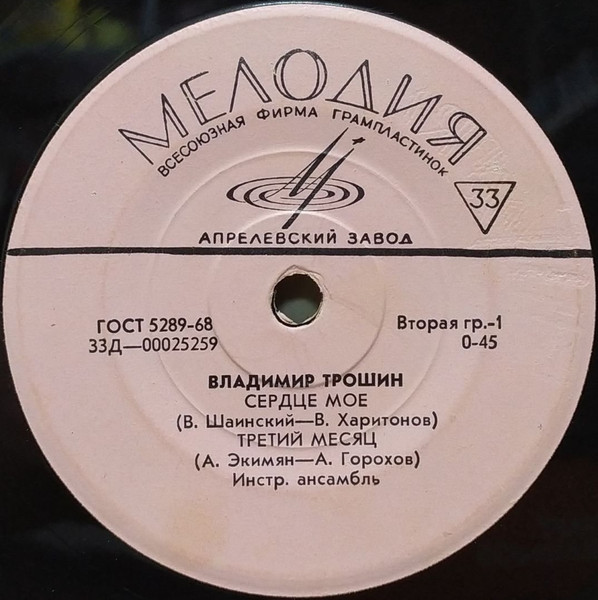 МЕЛОДИЯ
ВСЕСОЮЗНАЯ ФИРМА ГРАМПЛАСТИНОК
33
АПРЕЛЕВСКИЙ ЗАВОД
ГОСТ 5289-68 Вторая гр.-1
33Д—00025259 0-45
ВЛАДИМИР ТРОШИН
СЕРДЦЕ МОЕ
(В. Шаинский—В. Харитонов)
ТРЕТИЙ МЕСЯЦ
(А. Экимян—А. Горохов)
Инстр. ансамбль